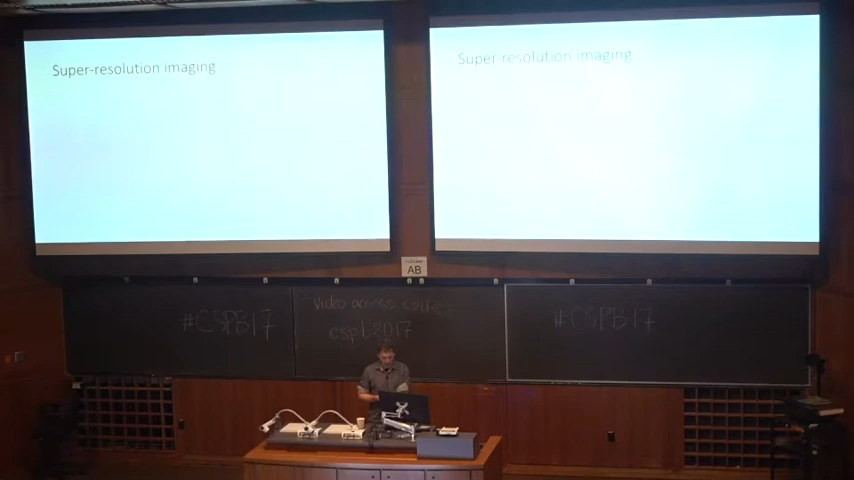 Super-resolution imaging
Super-resolution imaging
AB
#CSPB17
video access code:
cspb2017
#CSPB17